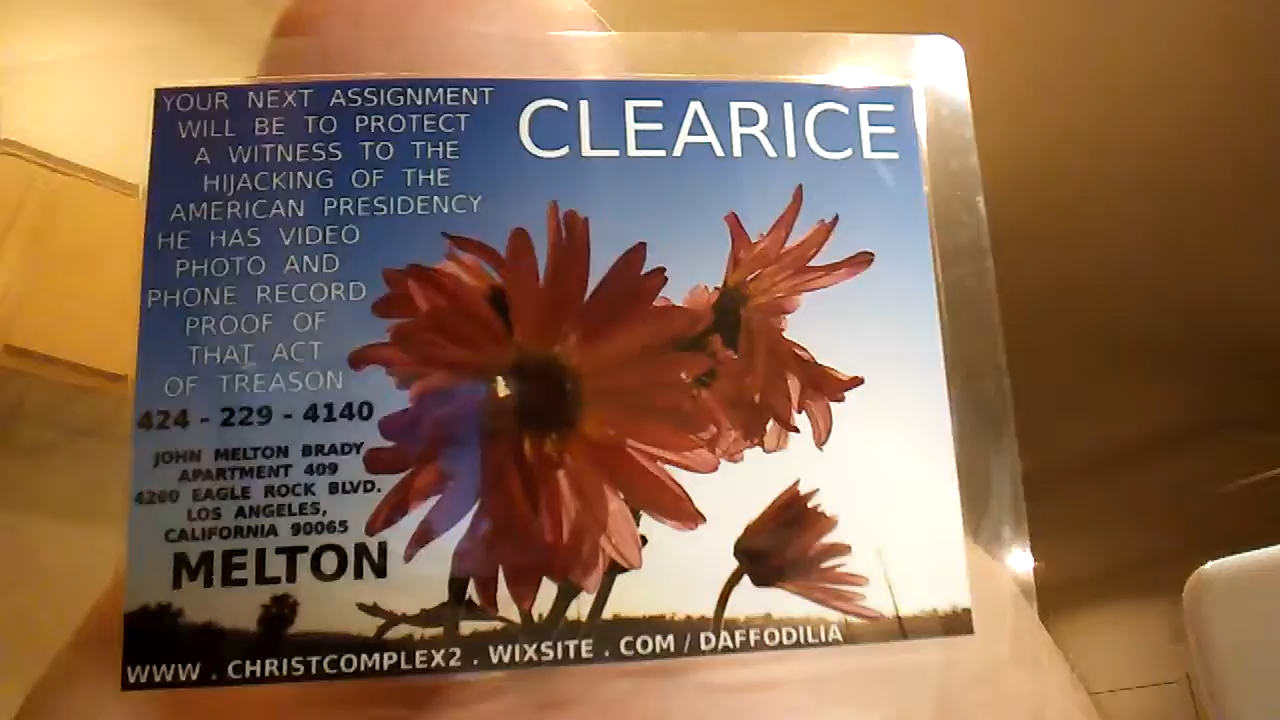 YOUR NEXT ASSIGNMENT
WILL BE TO PROTECT
A WITNESS TO THE
HIJACKING OF THE
AMERICAN PRESIDENCY
HE HAS VIDEO
PHOTO AND
PHONE RECORD
PROOF OF
THAT ACT
OF TREASON
424 - 229 - 4140
JOHN MELTON BRADY
APARTMENT 409
4260 EAGLE ROCK BLVD.
LOS ANGELES,
CALIFORNIA 90065
MELTON
CLEARICE
WWW . CHRISTCOMPLEX2 . WIXSITE . COM / DAFFODILIA